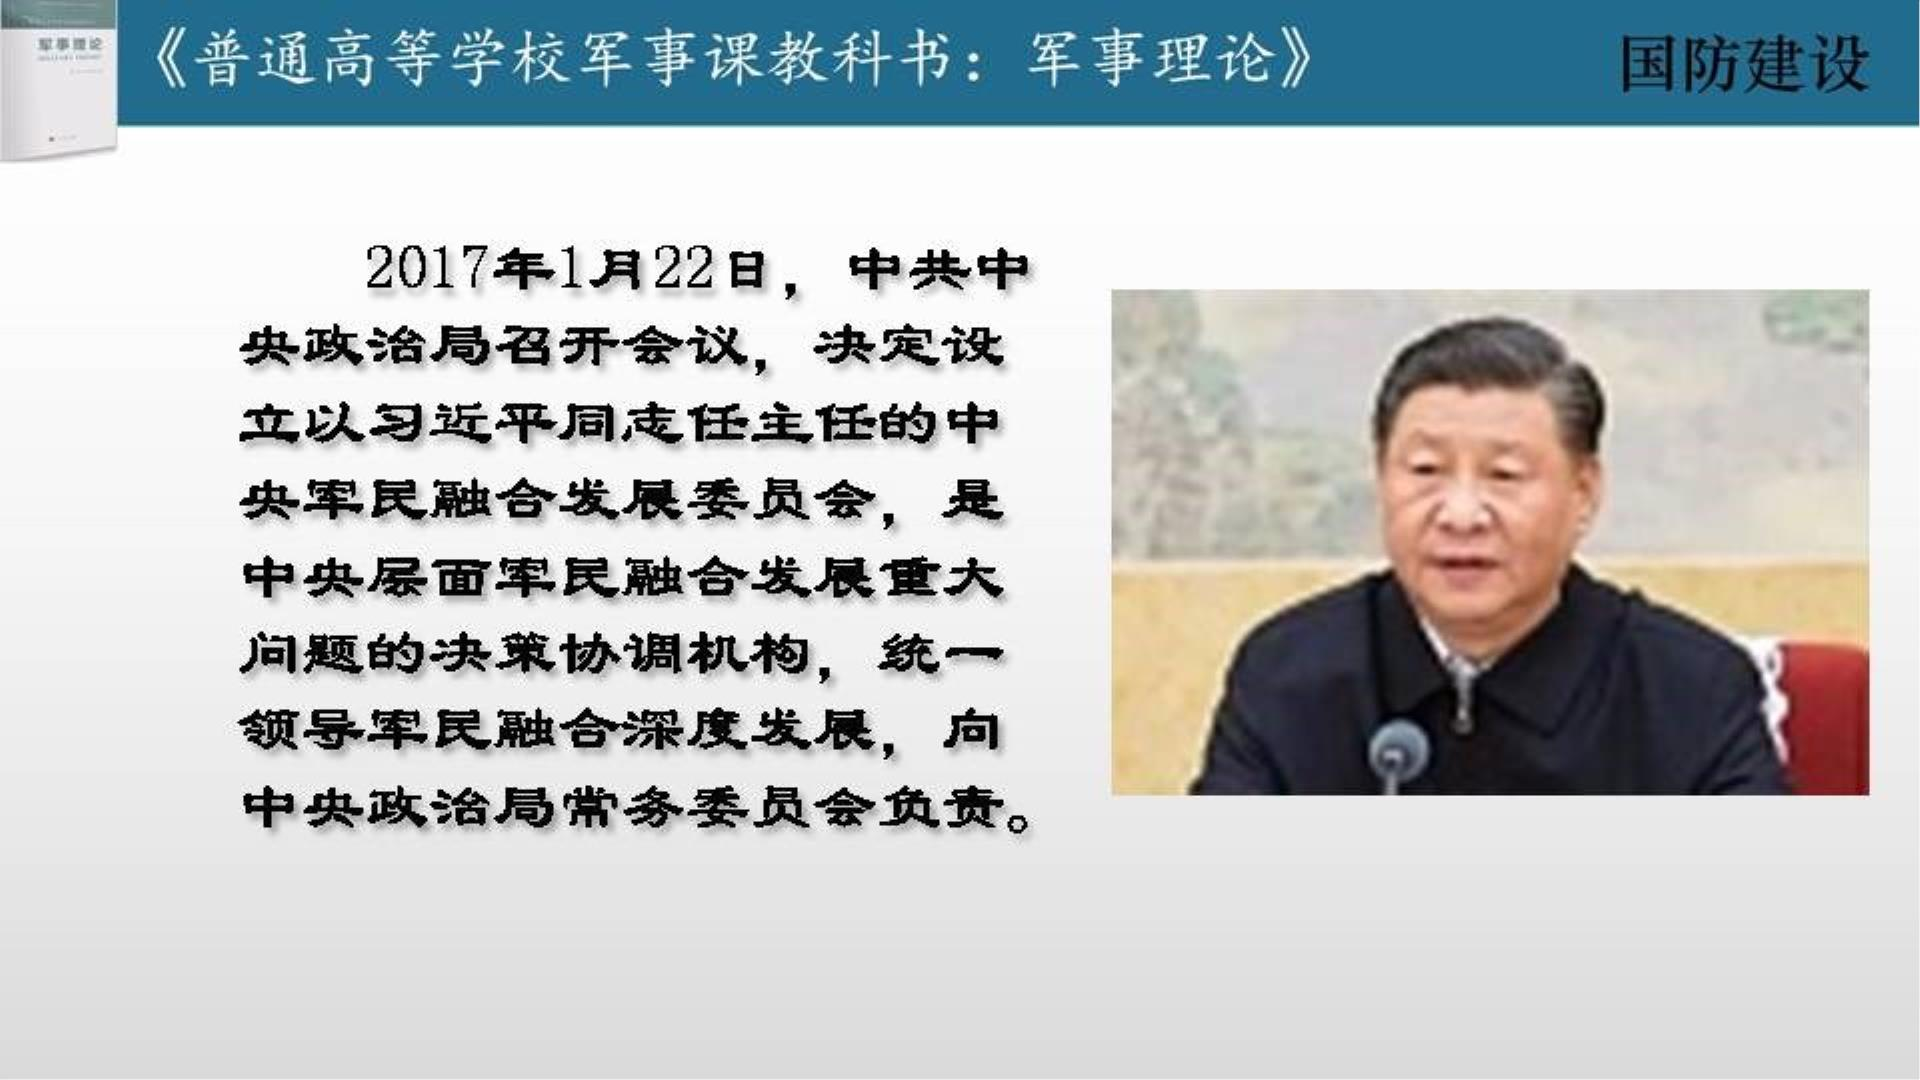 军事理论
《普通高等学校军事课教科书：军事理论》
国防建设
2017年1月22日，中共中
央政治局召开会议，决定设
立以习近平同志任主任的中
央军民融合发展委员会，是
中央层面军民融合发展重大
问题的决策协调机构，统一
领导军民融合深度发展，向
中央政治局常务委员会负责。